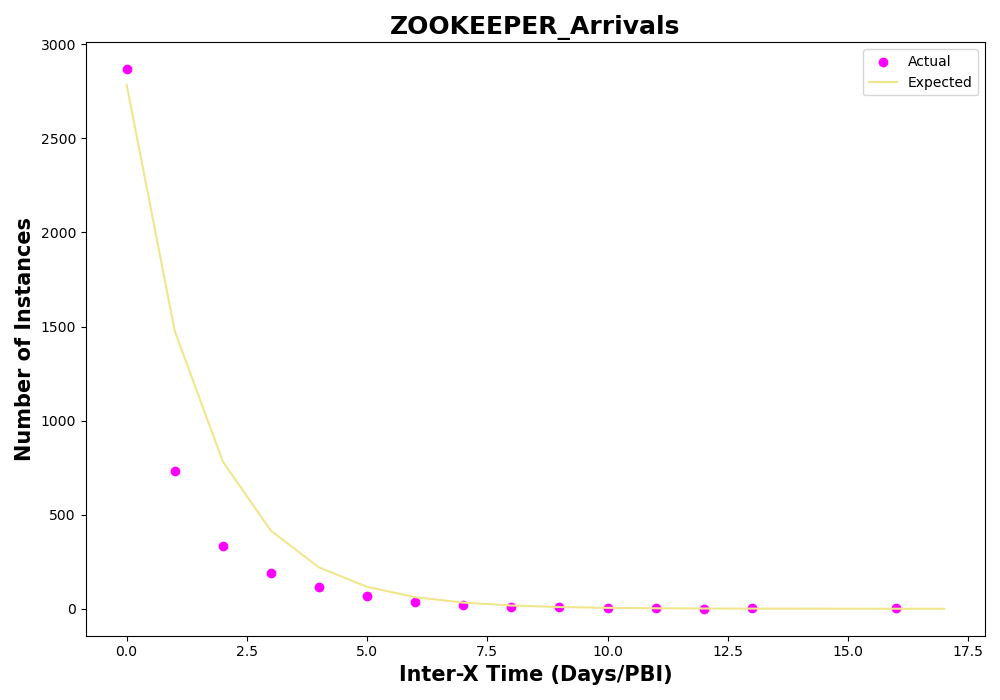 ZOOKEEPER_Arrivals
Actual
Expected
Number of Instances
3000
2500
2000
1500
1000
500
0
0.0 2.5 5.0 7.5 10.0 12.5 15.0 17.5
Inter-X Time (Days/PBI)